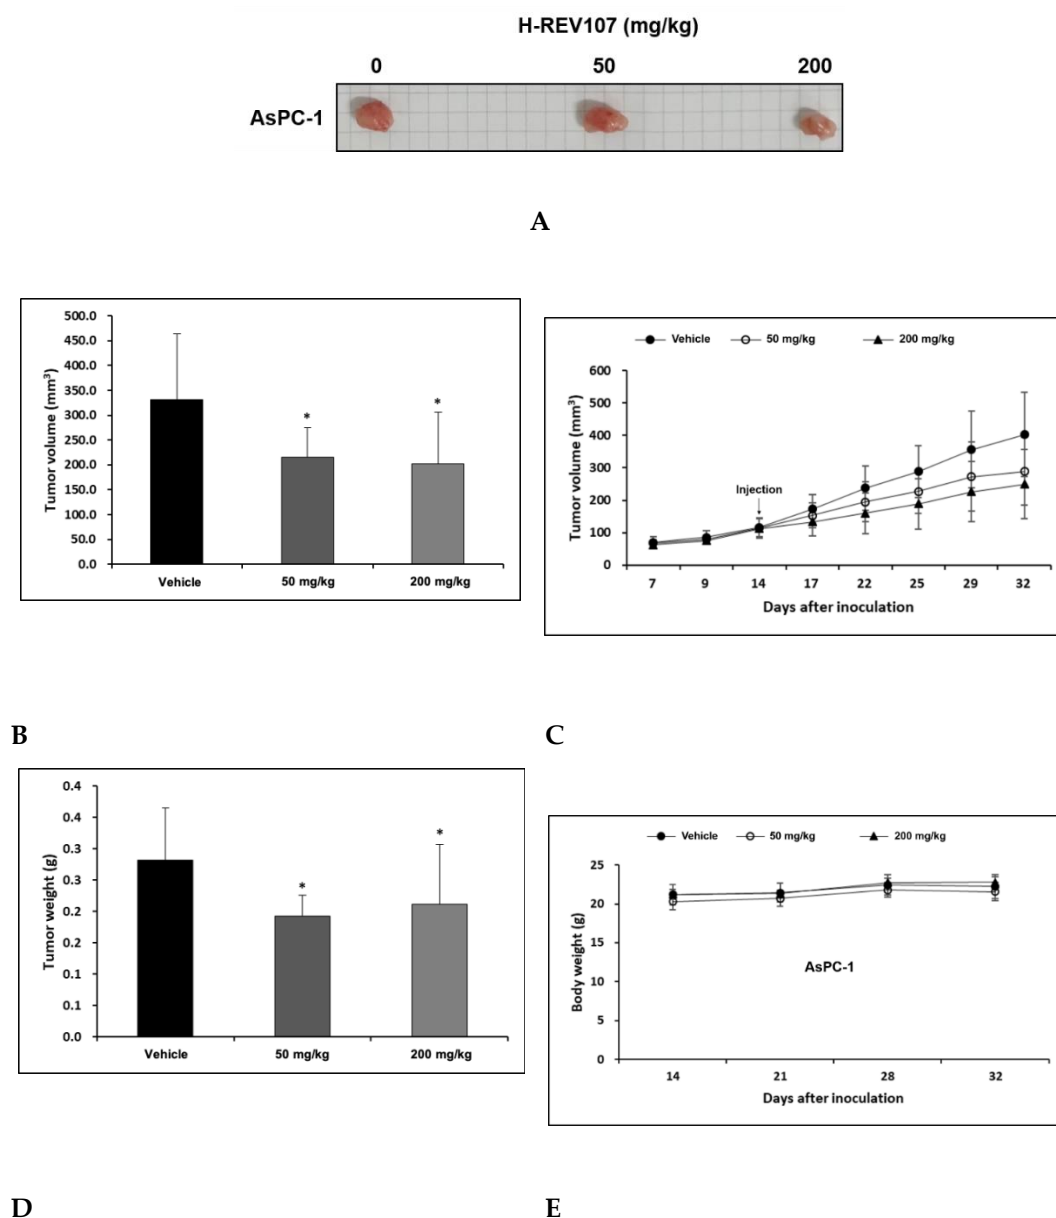 H-REV107 (mg/kg)
0 50 200
AsPC-1
A
500.0
450.0
400.0
350.0
300.0
250.0
200.0
150.0
100.0
50.0
0.0
Tumor volume (mm³)
* *
Vehicle 50 mg/kg 200 mg/kg
B
Vehicle 50 mg/kg 200 mg/kg
600
500
400
300
200
100
0
Tumor volume (mm³)
Injection
7 9 14 17 22 25 29 32
Days after inoculation
C
0.4
0.4
0.3
0.3
0.2
0.2
0.1
0.1
0.0
Tumor weight (g)
* *
Vehicle 50 mg/kg 200 mg/kg
D
Vehicle 50 mg/kg 200 mg/kg
25
20
15
10
5
0
Body weight (g)
AsPC-1
14 21 28 32
Days after inoculation
E